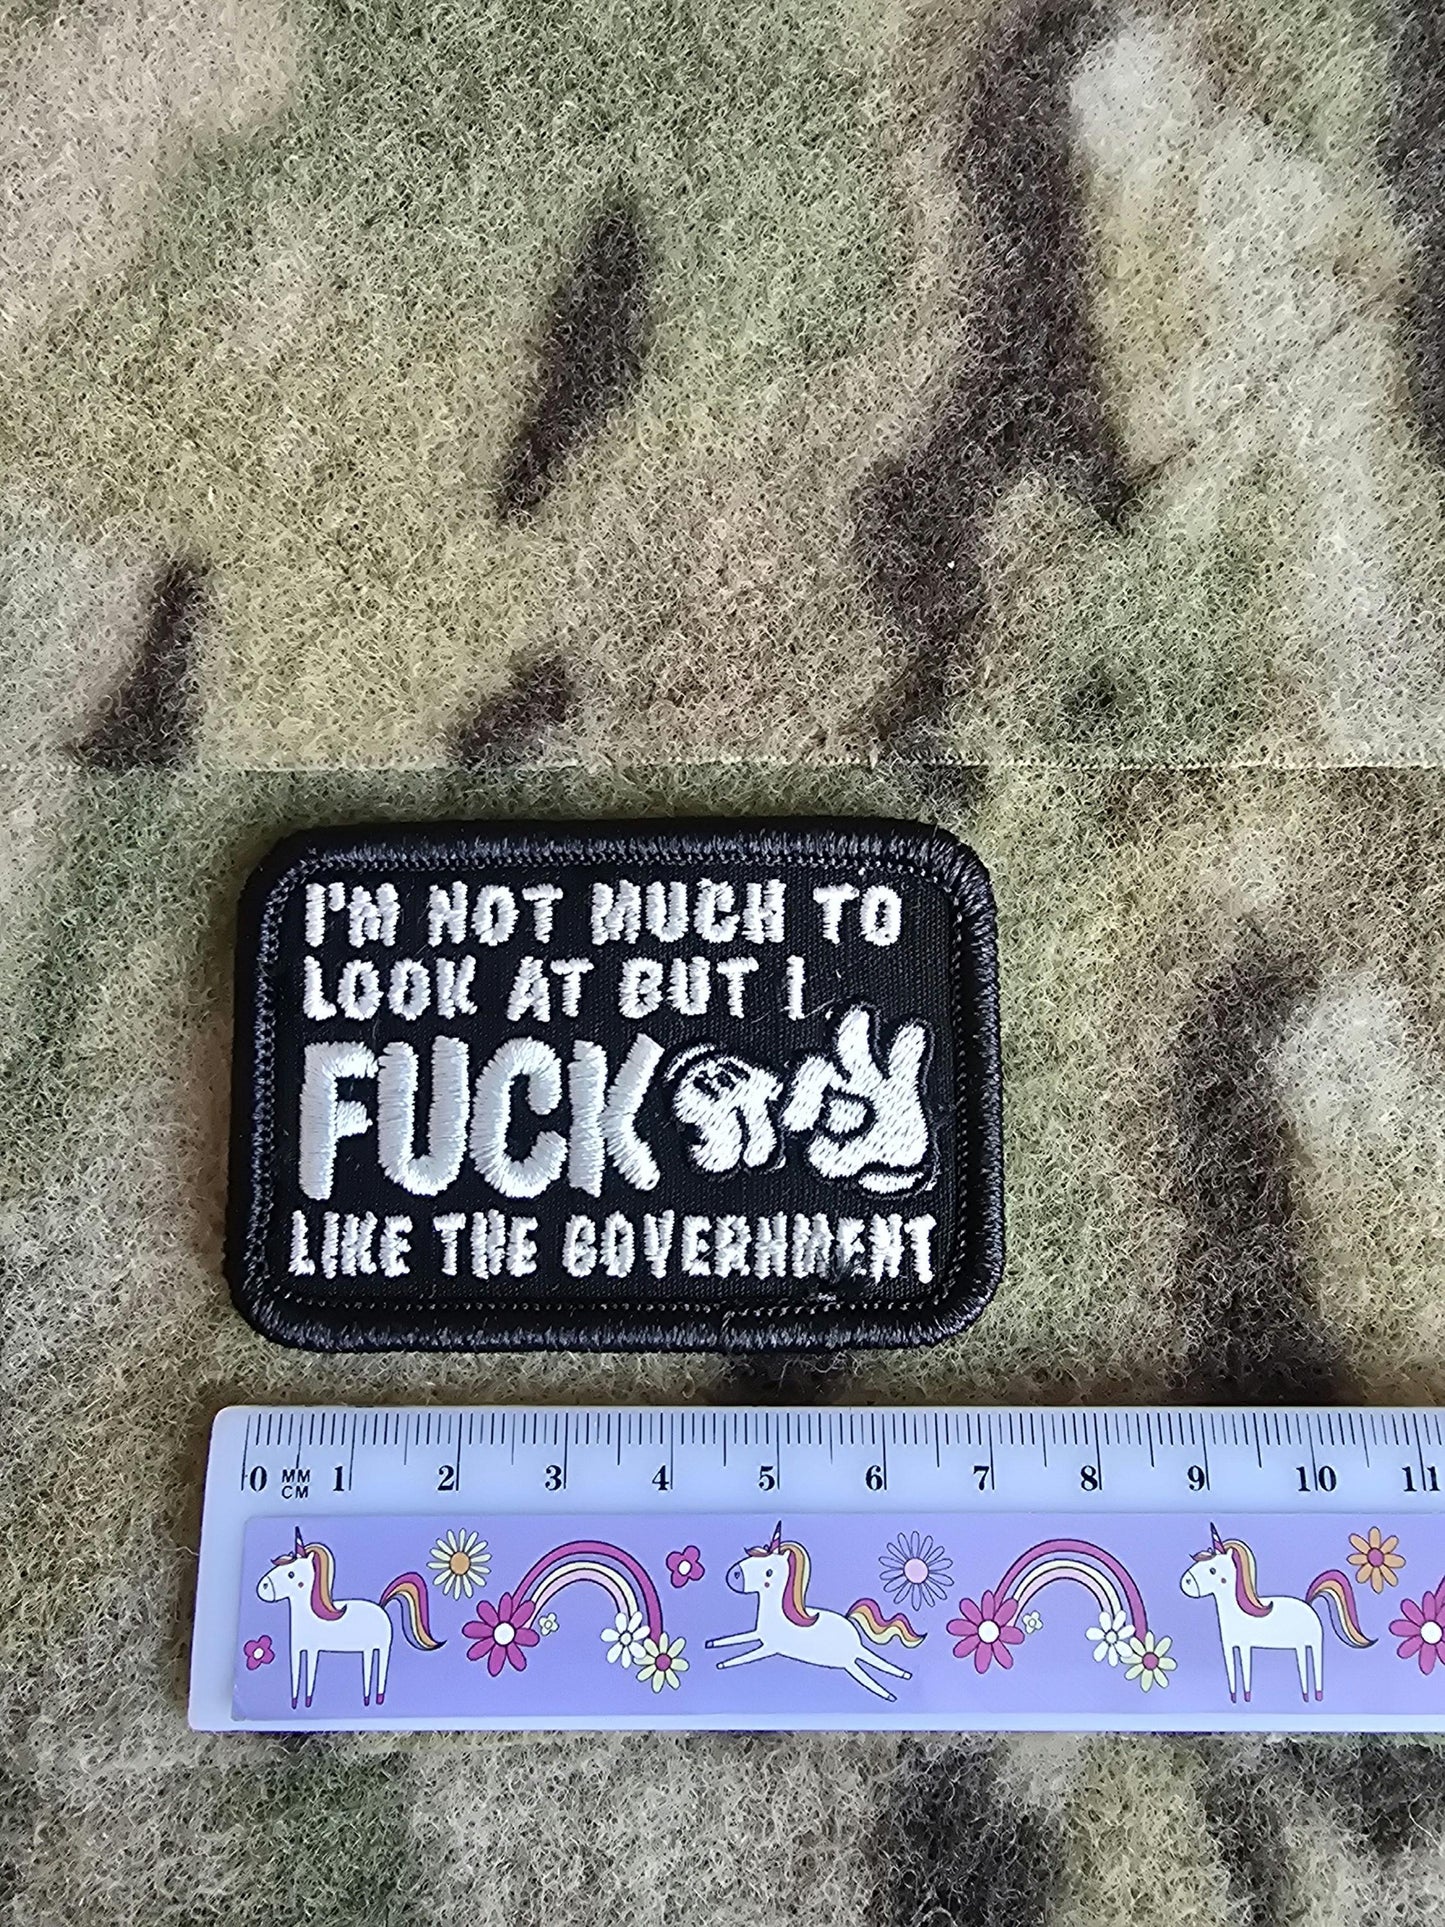 I'M NOT MUCH TO
LOOK AT BUT I
FUCK
LIKE THE GOVERNMENT
0 MM 1 2 3 4 5 6 7 8 9 10 11
CM